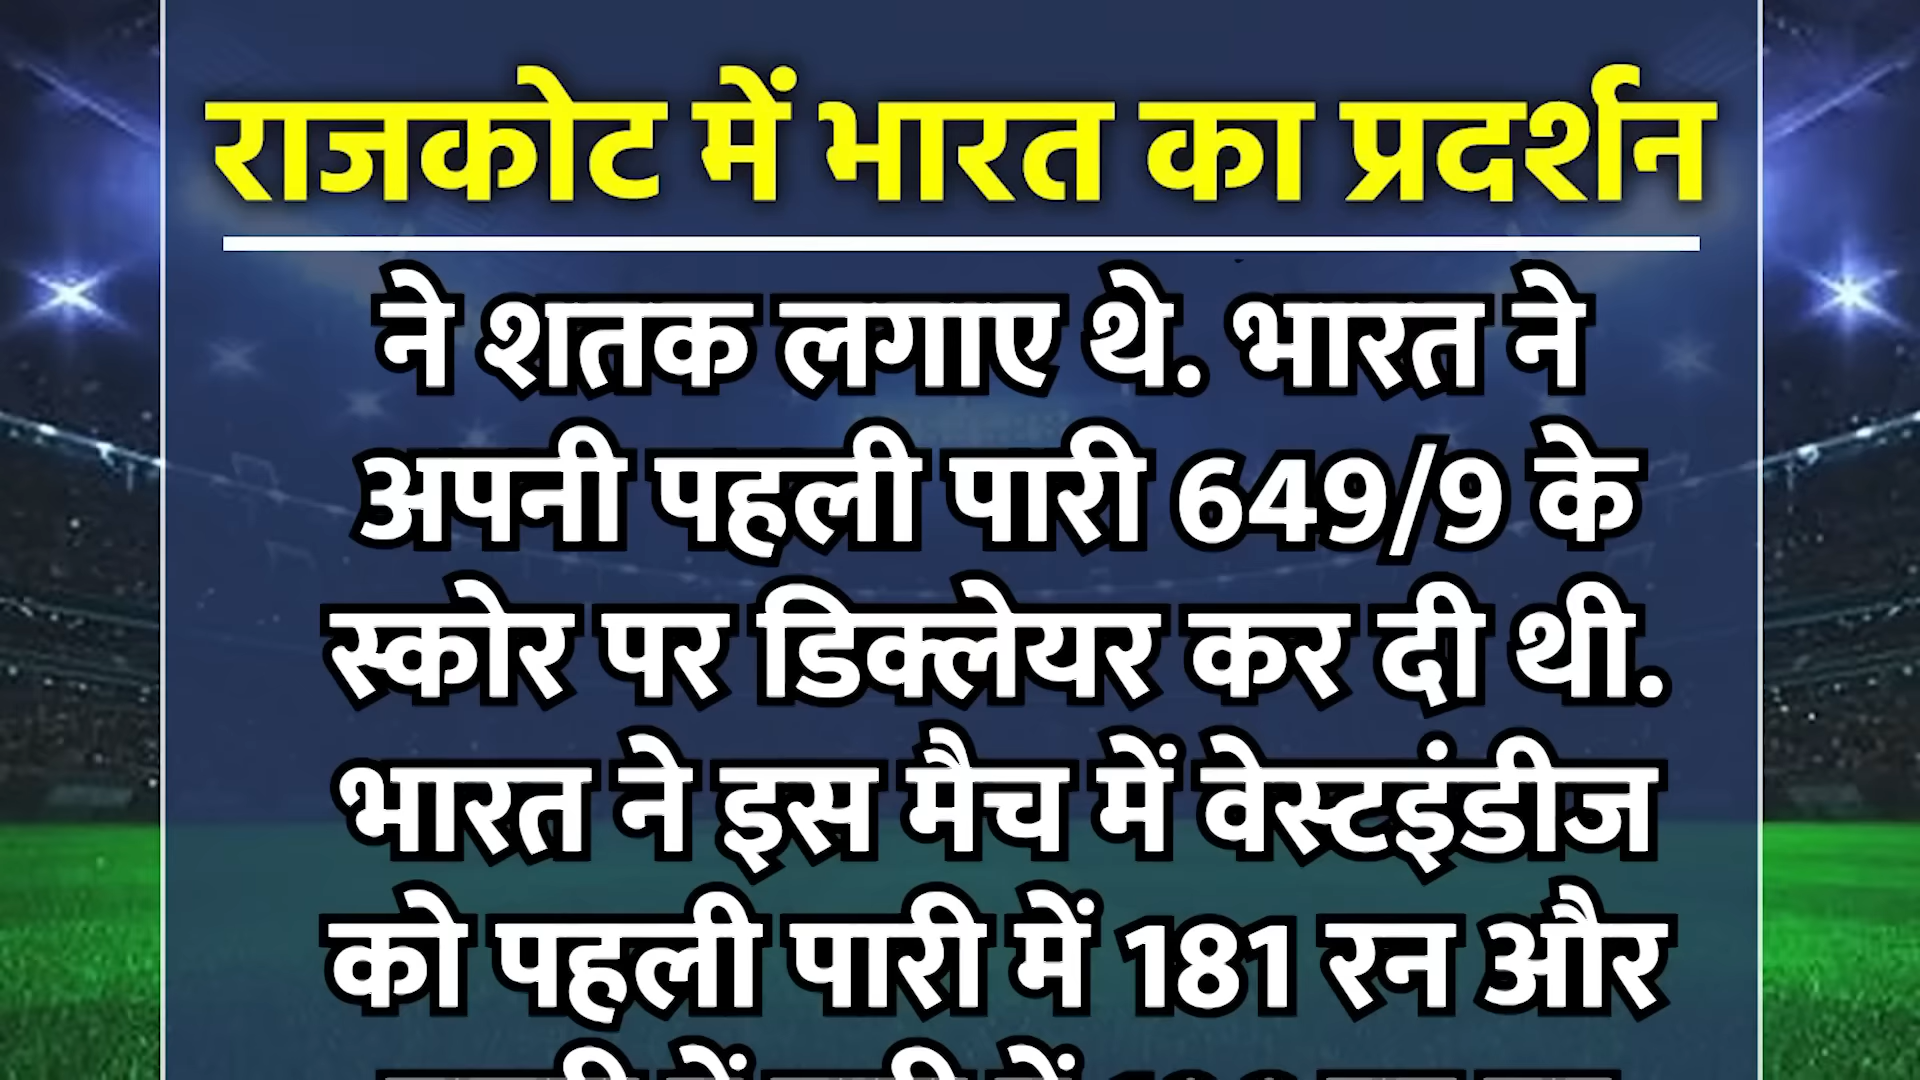 राजकोट में भारत का प्रदर्शन
ने शतक लगाए थे. भारत ने
अपनी पहली पारी 649/9 के
स्कोर पर डिक्लेयर कर दी थी.
भारत ने इस मैच में वेस्टइंडीज
को पहली पारी में 181 रन और